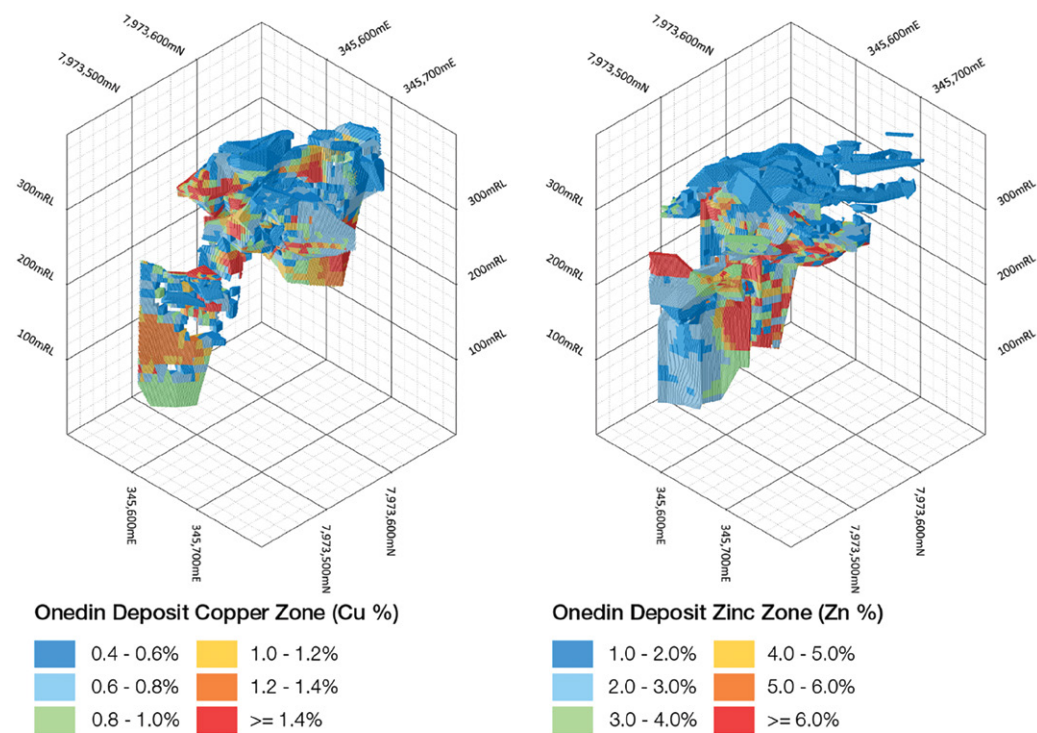 7,973,600mN
345,600mE
7,973,500mN
345,700mE
300mRL
300mRL
200mRL
200mRL
100mRL
100mRL
345,600mE
345,700mE
7,973,500mN
7,973,600mN
Onedin Deposit Copper Zone (Cu %)
0.4 - 0.6%
1.0 - 1.2%
0.6 - 0.8%
1.2 - 1.4%
0.8 - 1.0%
>= 1.4%
7,973,600mN
345,600mE
7,973,500mN
345,700mE
300mRL
300mRL
200mRL
200mRL
100mRL
100mRL
345,600mE
345,700mE
7,973,500mN
7,973,600mN
Onedin Deposit Zinc Zone (Zn %)
1.0 - 2.0%
4.0 - 5.0%
2.0 - 3.0%
5.0 - 6.0%
3.0 - 4.0%
>= 6.0%